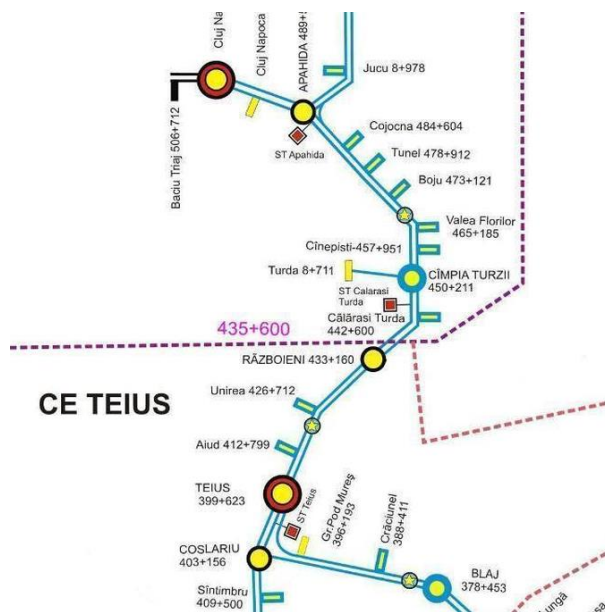 Cluj Na
Cluj Napoca
APAHIDA 489+5
Jucu 8+978
Baciu Triaj 506+712
ST Apahida
Cojocna 484+604
Tunel 478+912
Boju 473+121
Valea Florilor
465+185
Cînepisti-457+951
Turda 8+711
CÎMPIA TURZII
450+211
ST Calarasi
Turda
Călărasi Turda
442+600
435+600
RĂZBOIENI 433+160
Unirea 426+712
CE TEIUS
Aiud 412+799
TEIUS
399+623
ST Teius
Gr.Pod Mureş
396+193
Crăciunel
388+411
COSLARIU
403+156
BLAJ
378+453
Sîntimbru
409+500